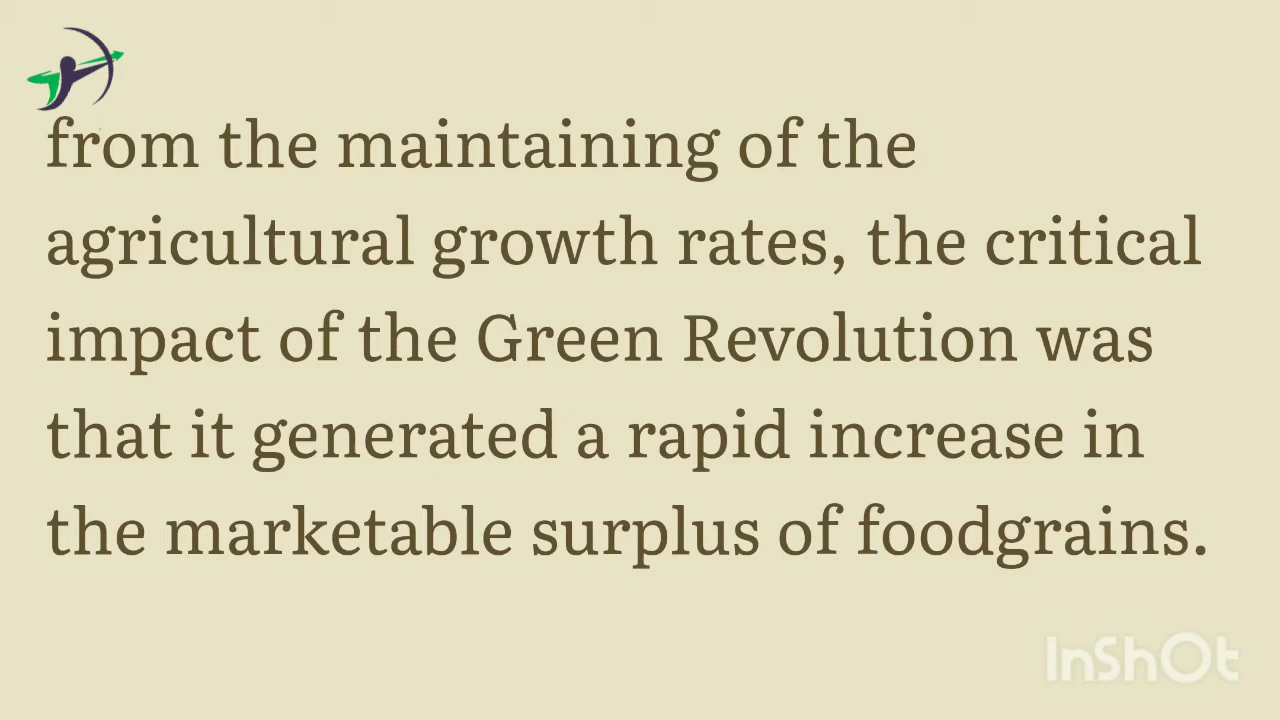 from the maintaining of the
agricultural growth rates, the critical
impact of the Green Revolution was
that it generated a rapid increase in
the marketable surplus of foodgrains.
InShOt